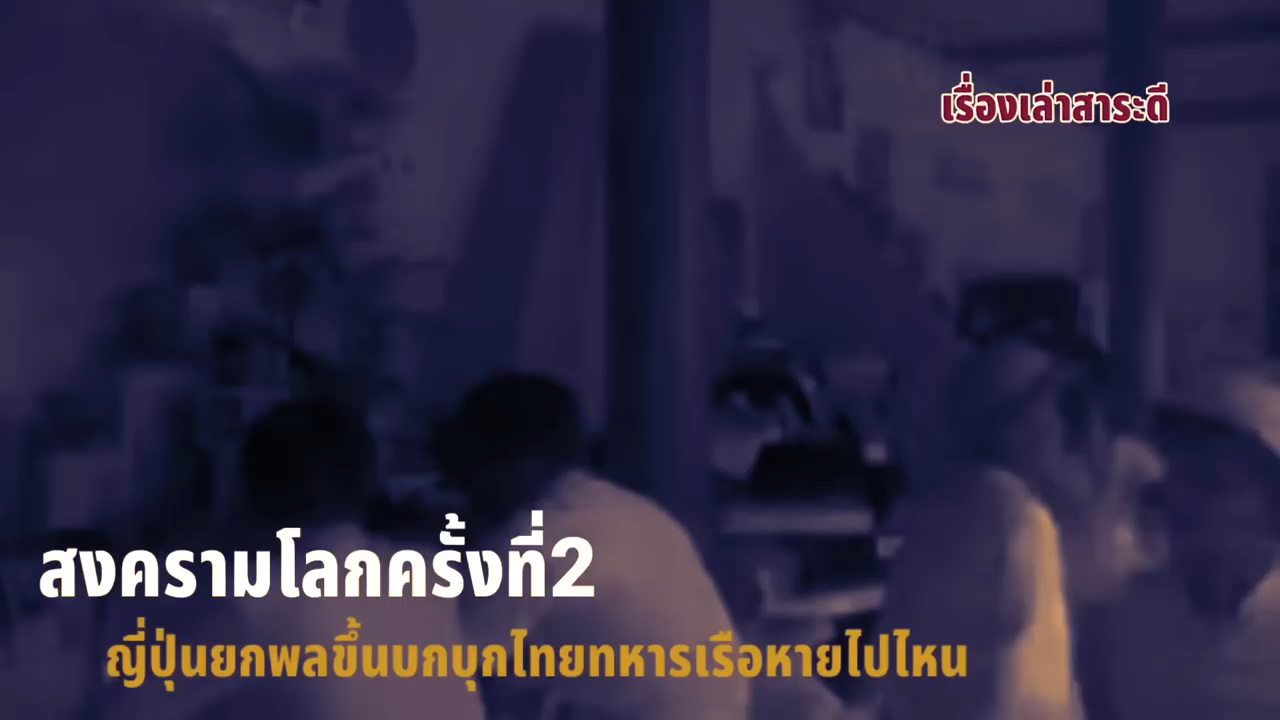 เรื่องเล่าสาระดี
สงครามโลกครั้งที่2
ญี่ปุ่นยกพลขึ้นบกบุกไทยทหารเรือหายไปไหน